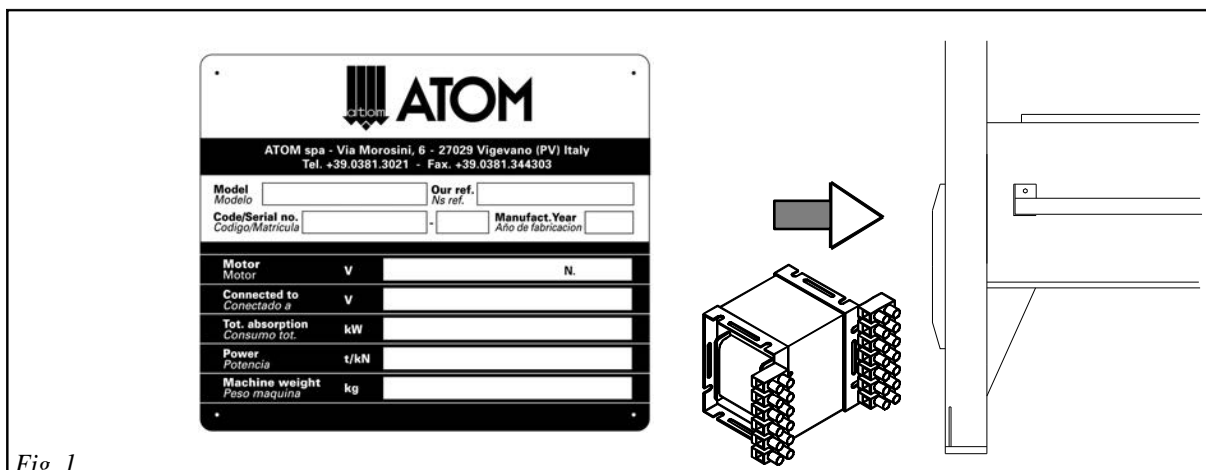 atom
ATOM
ATOM spa - Via Morosini, 6 - 27029 Vigevano (PV) Italy
Tel. +39.0381.3021 - Fax. +39.0381.344303
Model Our ref.
Modelo Ns ref.
Code/Serial no. - Manufact.Year
Codigo/Matricula Año de fabricacion
Motor V N.
Motor
Connected to V
Conectado a
Tot. absorption kW
Consumo tot.
Power t/kN
Potencia
Machine weight kg
Peso maquina
Fig. 1